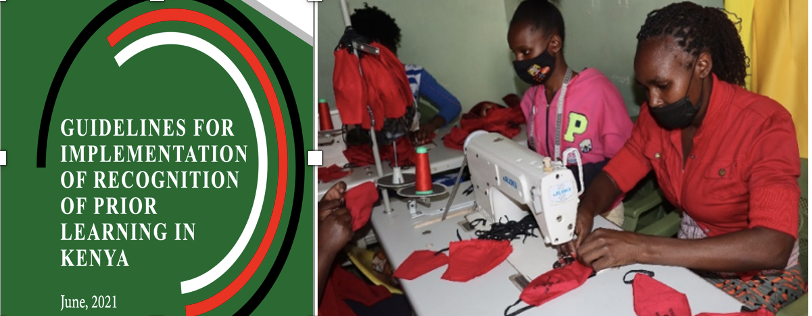 GUIDELINES FOR
IMPLEMENTATION
OF RECOGNITION
OF PRIOR
LEARNING IN
KENYA
June, 2021
P